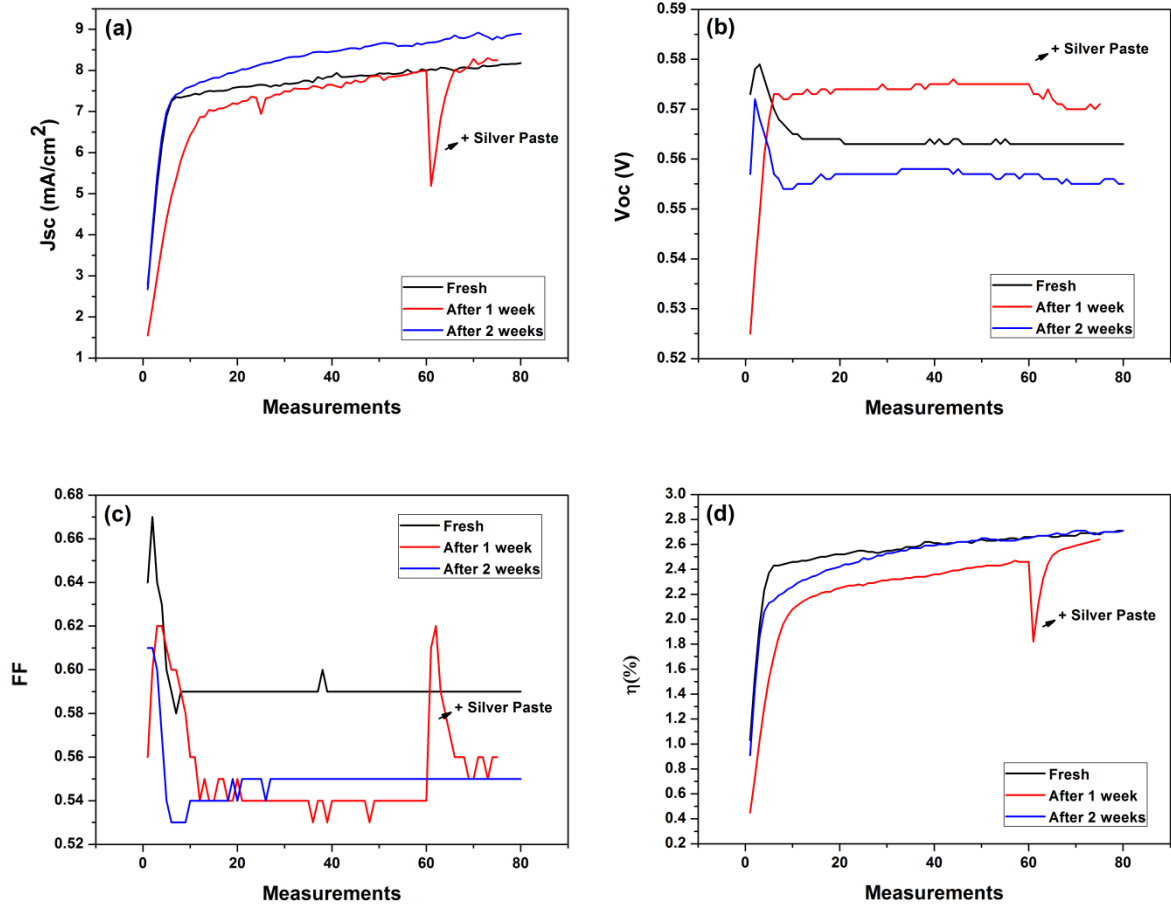 (a)
Jsc (mA/cm²)
9
8
7
6
5
4
3
2
1
0
20
40
60
80
Measurements
+ Silver Paste
Fresh
After 1 week
After 2 weeks
(b)
Voc (V)
0.59
0.58
0.57
0.56
0.55
0.54
0.53
0.52
0
20
40
60
80
Measurements
+ Silver Paste
Fresh
After 1 week
After 2 weeks
(c)
FF
0.68
0.66
0.64
0.62
0.60
0.58
0.56
0.54
0.52
0
20
40
60
80
Measurements
Fresh
After 1 week
After 2 weeks
+ Silver Paste
(d)
η(%)
3.0
2.8
2.6
2.4
2.2
2.0
1.8
1.6
1.4
1.2
1.0
0.8
0.6
0.4
0.2
0
20
40
60
80
Measurements
+ Silver Paste
Fresh
After 1 week
After 2 weeks